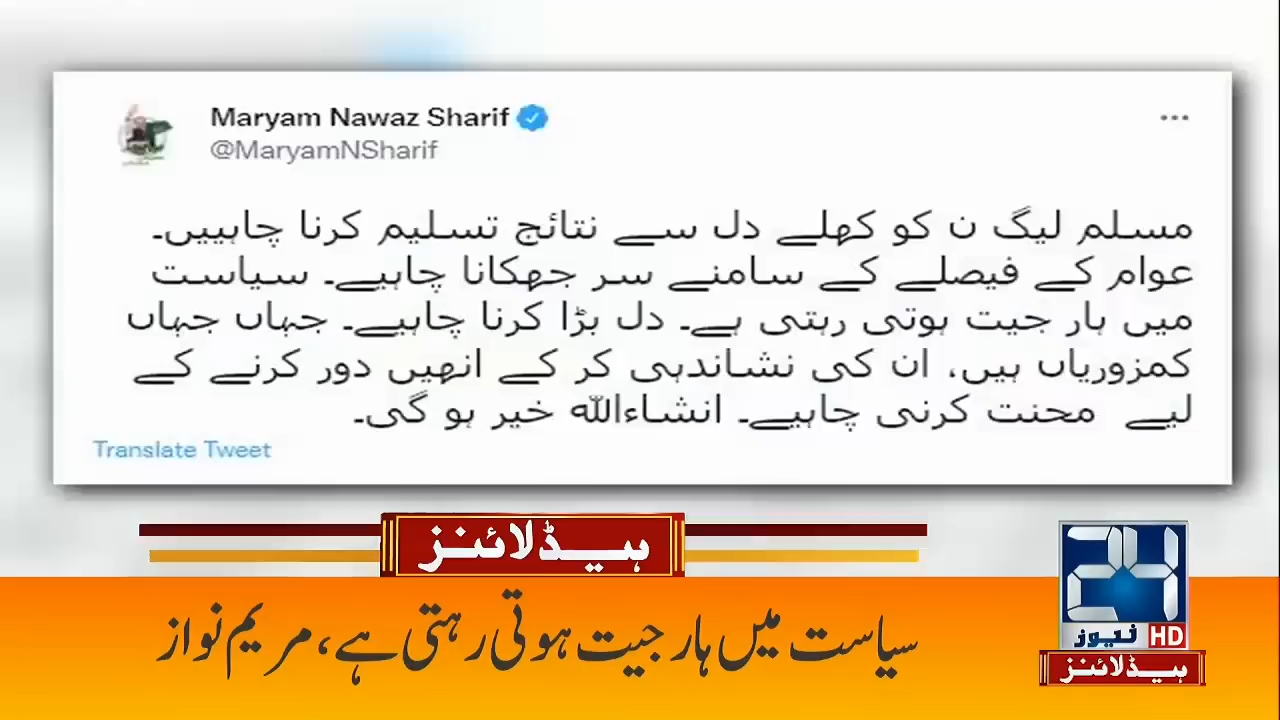 Maryam Nawaz Sharif
@MaryamNSharif
مسلم لیگ ن کو کھلے دل سے نتائج تسلیم کرنا چاہییں۔
عوام کے فیصلے کے سامنے سر جھکانا چاہیے۔ سیاست
میں ہار جیت ہوتی رہتی ہے۔ دل بڑا کرنا چاہیے۔ جہاں جہاں
کمزوریاں ہیں، ان کی نشاندہی کر کے انھیں دور کرنے کے
لیے محنت کرنی چاہیے۔ انشاءاللّہ خیر ہو گی۔
Translate Tweet
ہیڈلائنز
سیاست میں ہار جیت ہوتی رہتی ہے، مریم نواز
24
نیوز HD
ہیڈلائنز